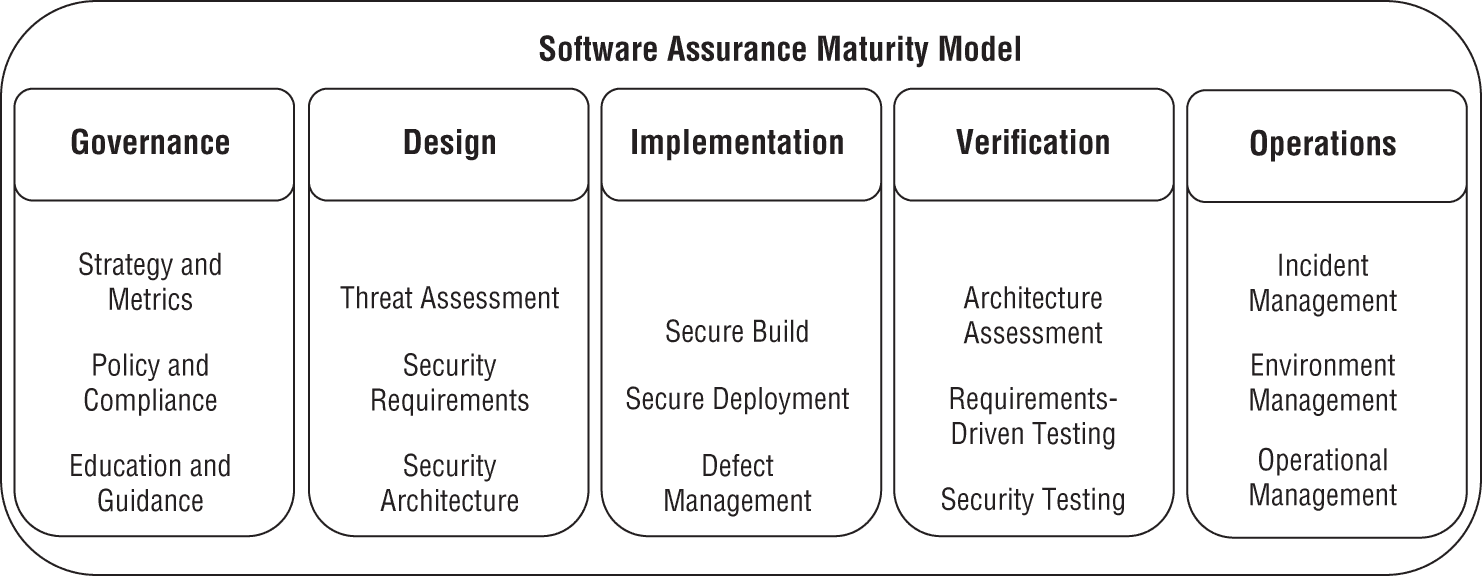 Software Assurance Maturity Model
Governance
Strategy and
Metrics
Policy and
Compliance
Education and
Guidance
Design
Threat Assessment
Security
Requirements
Security
Architecture
Implementation
Secure Build
Secure Deployment
Defect
Management
Verification
Architecture
Assessment
Requirements-
Driven Testing
Security Testing
Operations
Incident
Management
Environment
Management
Operational
Management